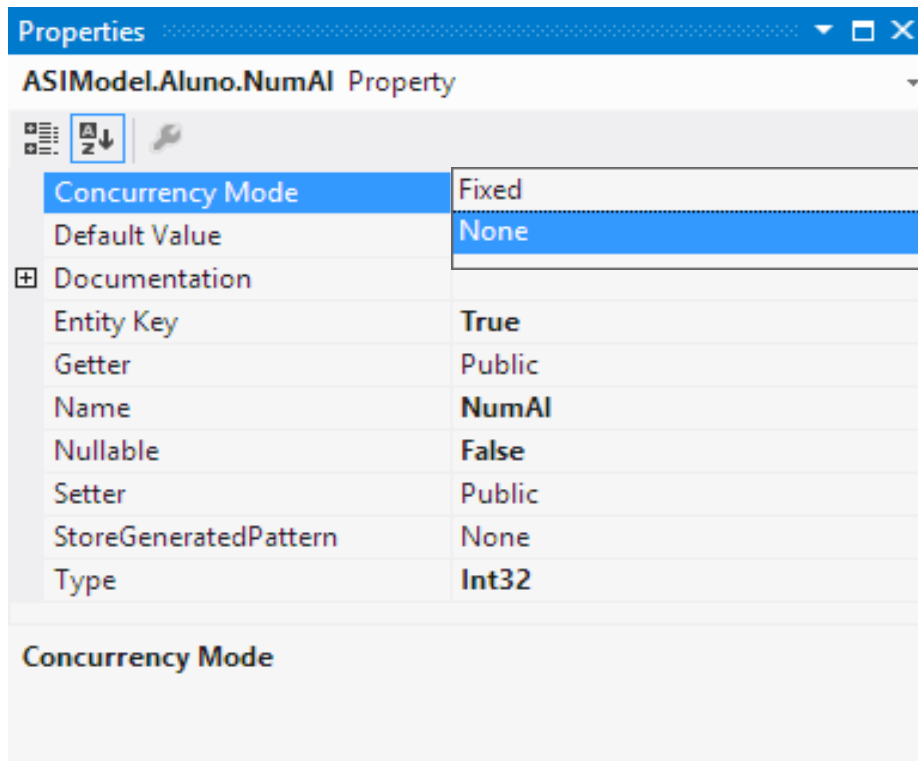 Properties
ASIModel.Aluno.NumAl Property
Concurrency Mode Fixed
None
Default Value
Documentation
Entity Key True
Getter Public
Name NumAl
Nullable False
Setter Public
StoreGeneratedPattern None
Type Int32
Concurrency Mode